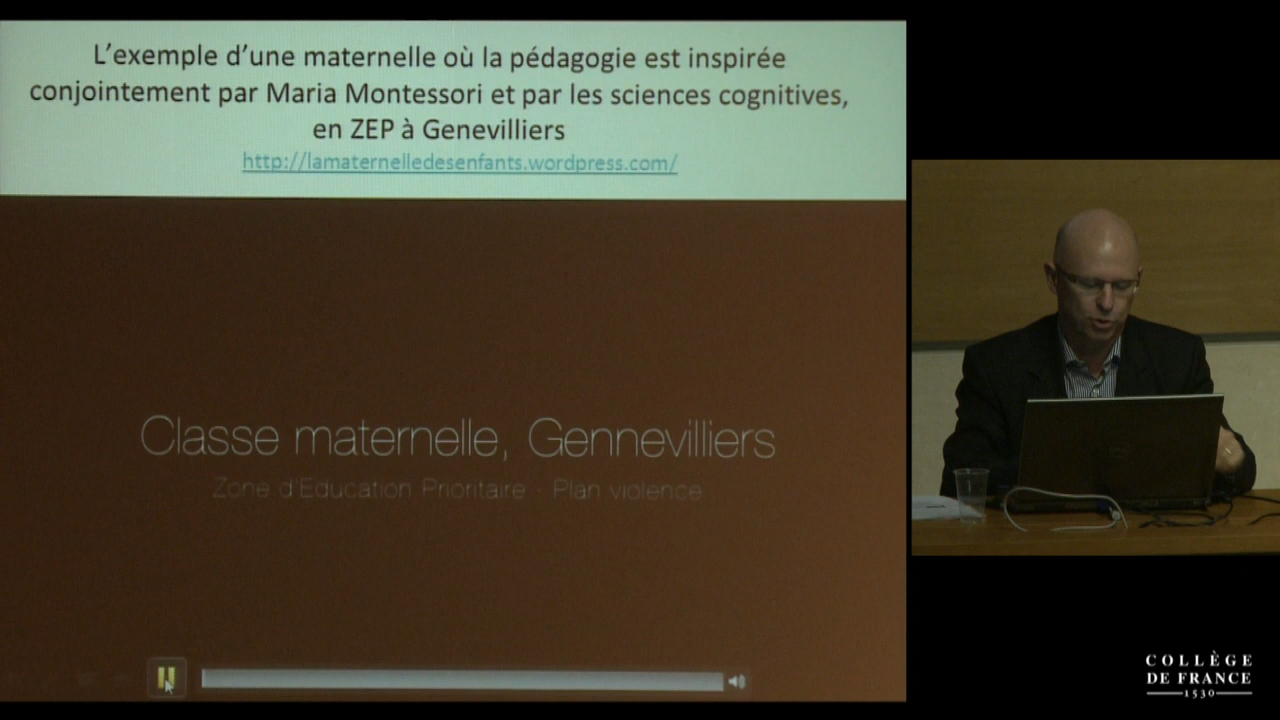 L’exemple d’une maternelle où la pédagogie est inspirée
conjointement par Maria Montessori et par les sciences cognitives,
en ZEP à Genevilliers
http://lamaternelledesenfants.wordpress.com/
Classe maternelle, Gennevilliers
Zone d'Education Prioritaire · Plan violence
COLLÈGE
DE FRANCE
1530